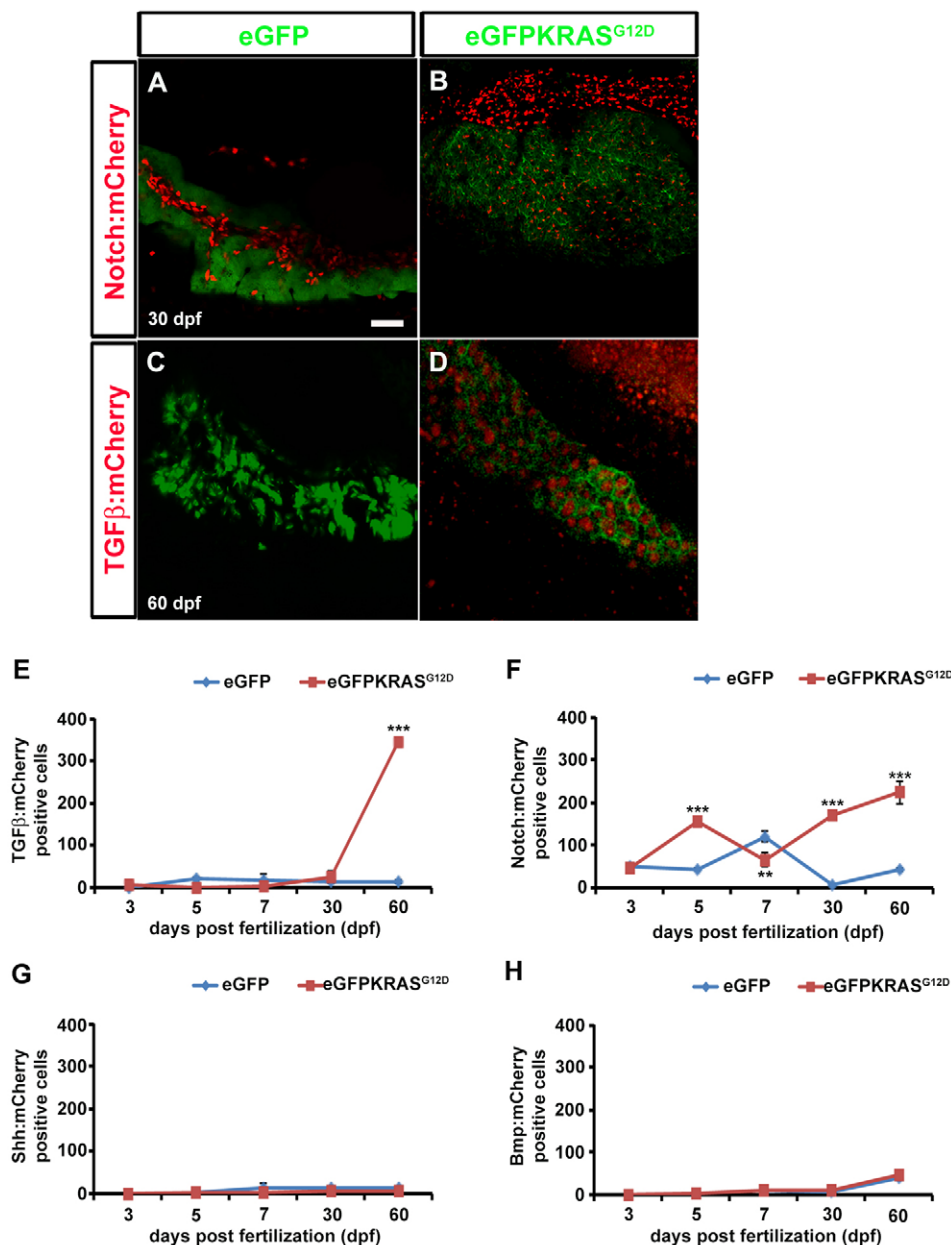 eGFP
eGFPKRAS^G12D
Notch:mCherry
A
B
30 dpf
TGFβ:mCherry
C
D
60 dpf
E
eGFP
eGFPKRAS^G12D
TGFβ:mCherry
positive cells
400
300
200
100
0
***
3 5 7 30 60
days post fertilization (dpf)
F
eGFP
eGFPKRAS^G12D
Notch:mCherry
positive cells
400
300
200
100
0
***
**
***
***
3 5 7 30 60
days post fertilization (dpf)
G
eGFP
eGFPKRAS^G12D
Shh:mCherry
positive cells
400
300
200
100
0
3 5 7 30 60
days post fertilization (dpf)
H
eGFP
eGFPKRAS^G12D
Bmp:mCherry
positive cells
400
300
200
100
0
3 5 7 30 60
days post fertilization (dpf)